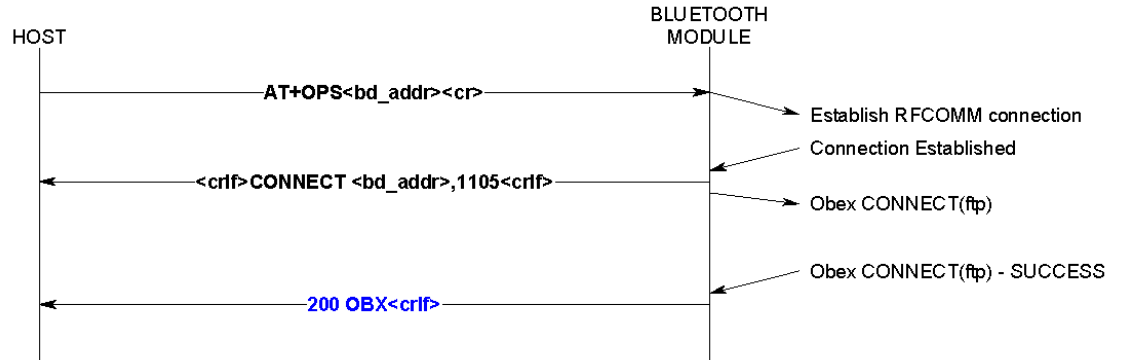 HOST
BLUETOOTH
MODULE
AT+OPS<bd_addr><cr>
Establish RFCOMM connection
Connection Established
<crlf>CONNECT <bd_addr>,1105<crlf>
Obex CONNECT(ftp)
Obex CONNECT(ftp) - SUCCESS
200 OBX<crlf>